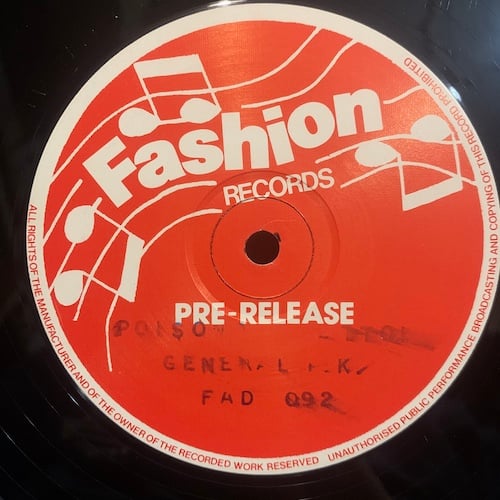 Fashion
RECORDS
PRE-RELEASE
GENERAL K.
FAD 092
ALL RIGHTS OF THE MANUFACTURER AND OF THE OWNER OF THE RECORDED WORK RESERVED
UNAUTHORISED PUBLIC PERFORMANCE BROADCASTING AND COPYING OF THIS RECORD PROHIBITED